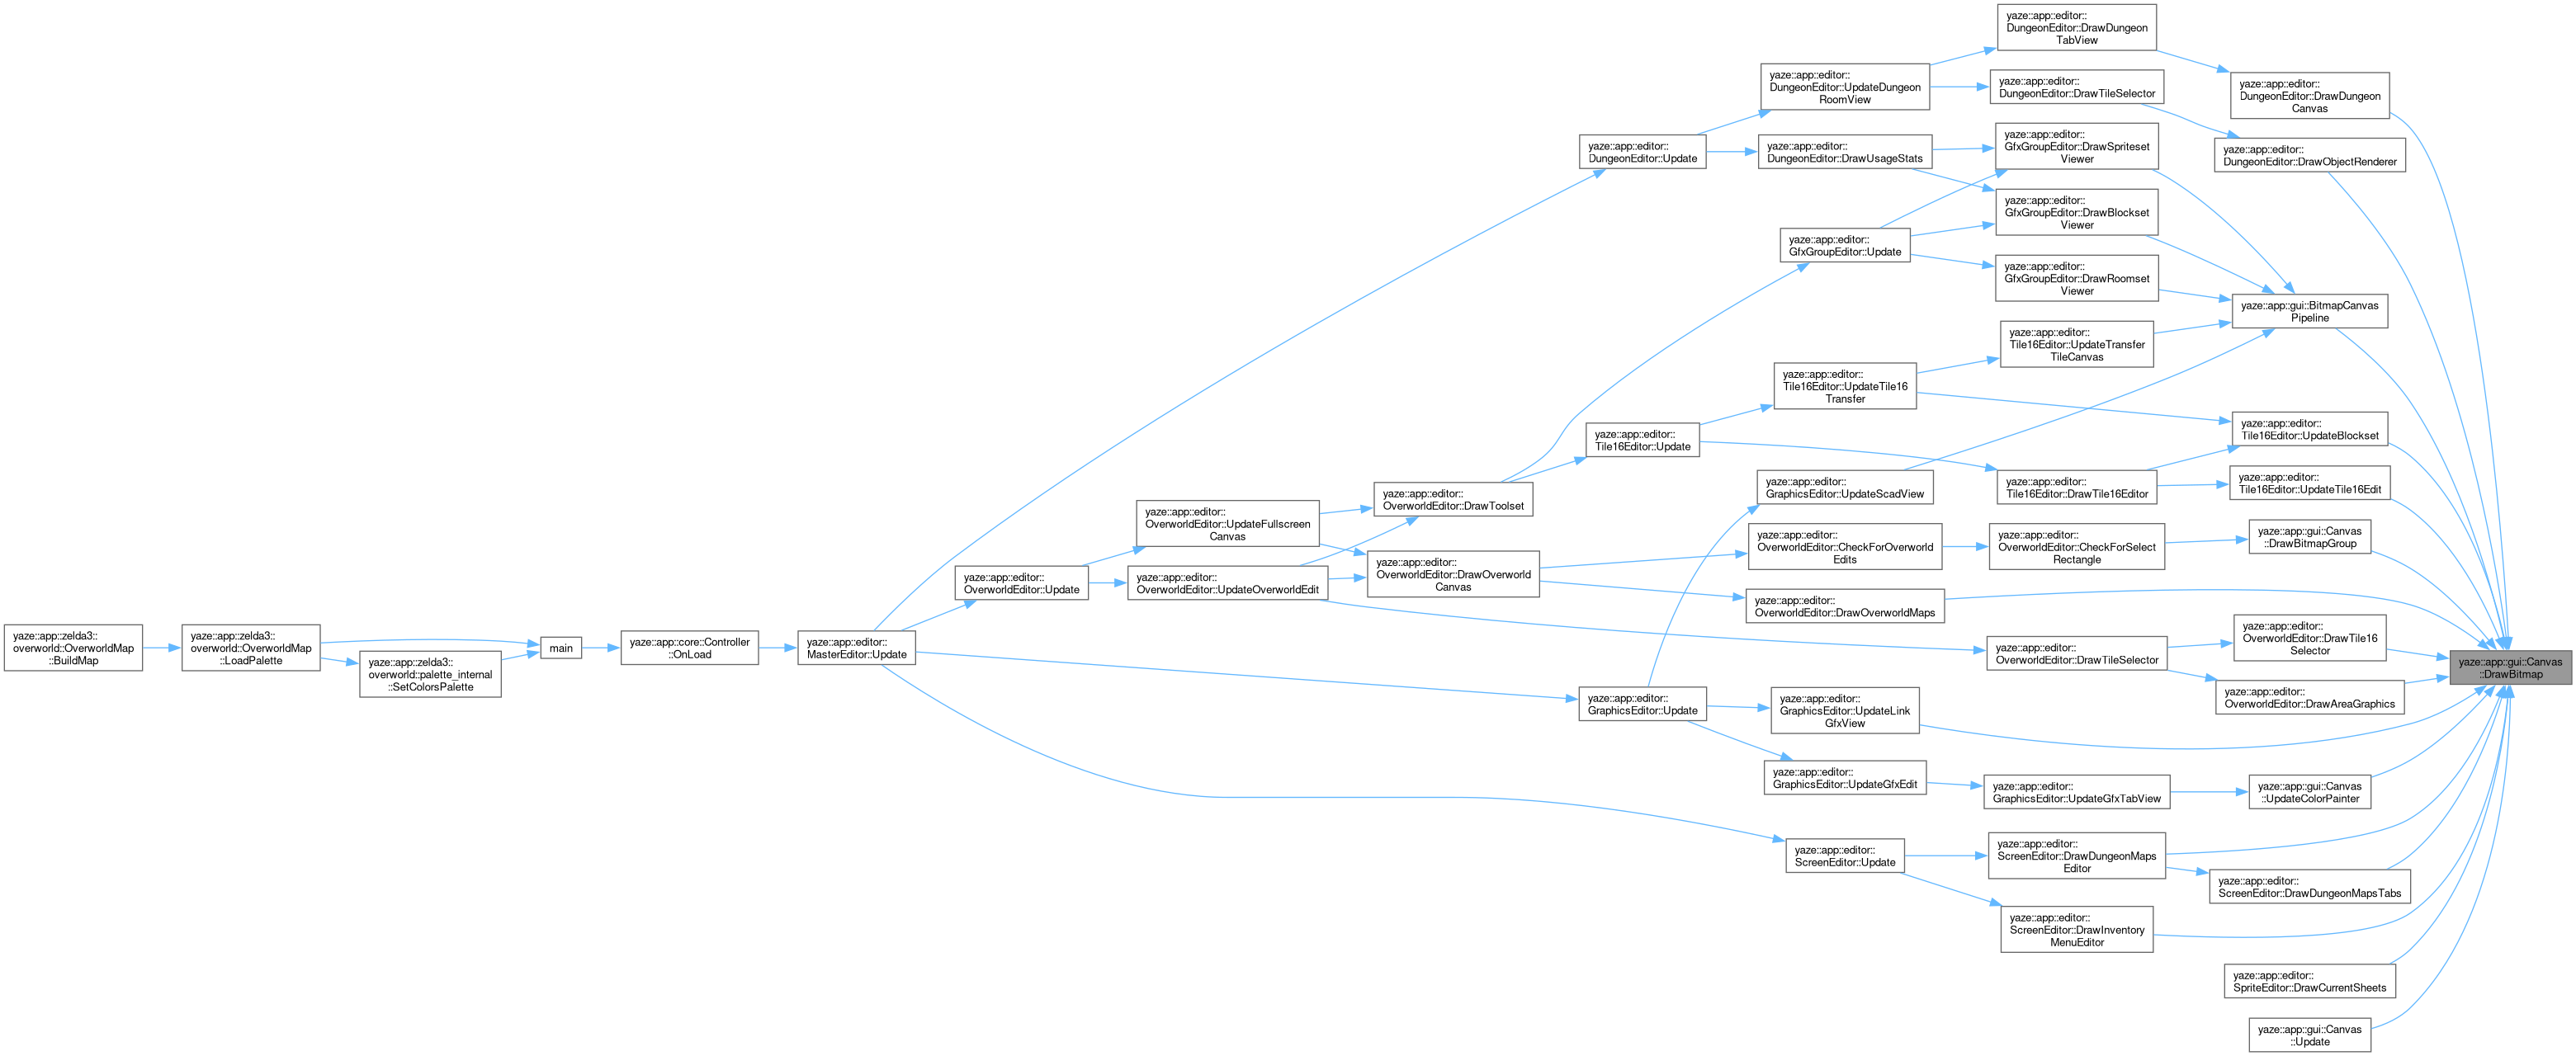 yaze::app::zelda3::
overworld::OverworldMap
::BuildMap
yaze::app::zelda3::
overworld::OverworldMap
::LoadPalette
yaze::app::zelda3::
overworld::palette_internal
::SetColorsPalette
main
yaze::app::core::Controller
::OnLoad
yaze::app::editor::
MasterEditor::Update
yaze::app::editor::
OverworldEditor::Update
yaze::app::editor::
OverworldEditor::UpdateFullscreen
Canvas
yaze::app::editor::
OverworldEditor::UpdateOverworldEdit
yaze::app::editor::
OverworldEditor::DrawToolset
yaze::app::editor::
OverworldEditor::DrawOverworld
Canvas
yaze::app::editor::
DungeonEditor::Update
yaze::app::editor::
Tile16Editor::Update
yaze::app::editor::
GraphicsEditor::Update
yaze::app::editor::
DungeonEditor::UpdateDungeon
RoomView
yaze::app::editor::
DungeonEditor::DrawUsageStats
yaze::app::editor::
GfxGroupEditor::Update
yaze::app::editor::
Tile16Editor::UpdateTile16
Transfer
yaze::app::editor::
GraphicsEditor::UpdateScadView
yaze::app::editor::
OverworldEditor::CheckForOverworld
Edits
yaze::app::editor::
OverworldEditor::DrawOverworldMaps
yaze::app::editor::
GraphicsEditor::UpdateLink
GfxView
yaze::app::editor::
GraphicsEditor::UpdateGfxEdit
yaze::app::editor::
ScreenEditor::Update
yaze::app::editor::
DungeonEditor::DrawDungeon
TabView
yaze::app::editor::
DungeonEditor::DrawTileSelector
yaze::app::editor::
GfxGroupEditor::DrawSpriteset
Viewer
yaze::app::editor::
GfxGroupEditor::DrawBlockset
Viewer
yaze::app::editor::
GfxGroupEditor::DrawRoomset
Viewer
yaze::app::editor::
Tile16Editor::UpdateTransfer
TileCanvas
yaze::app::editor::
Tile16Editor::DrawTile16Editor
yaze::app::editor::
OverworldEditor::CheckForSelect
Rectangle
yaze::app::editor::
OverworldEditor::DrawTileSelector
yaze::app::editor::
GraphicsEditor::UpdateGfxTabView
yaze::app::editor::
ScreenEditor::DrawDungeonMaps
Editor
yaze::app::editor::
ScreenEditor::DrawInventory
MenuEditor
yaze::app::editor::
DungeonEditor::DrawDungeon
Canvas
yaze::app::editor::
DungeonEditor::DrawObjectRenderer
yaze::app::gui::BitmapCanvas
Pipeline
yaze::app::editor::
Tile16Editor::UpdateBlockset
yaze::app::editor::
Tile16Editor::UpdateTile16Edit
yaze::app::gui::Canvas
::DrawBitmapGroup
yaze::app::editor::
OverworldEditor::DrawTile16
Selector
yaze::app::editor::
OverworldEditor::DrawAreaGraphics
yaze::app::gui::Canvas
::UpdateColorPainter
yaze::app::editor::
ScreenEditor::DrawDungeonMapsTabs
yaze::app::editor::
SpriteEditor::DrawCurrentSheets
yaze::app::gui::Canvas
::Update
yaze::app::gui::Canvas
::DrawBitmap